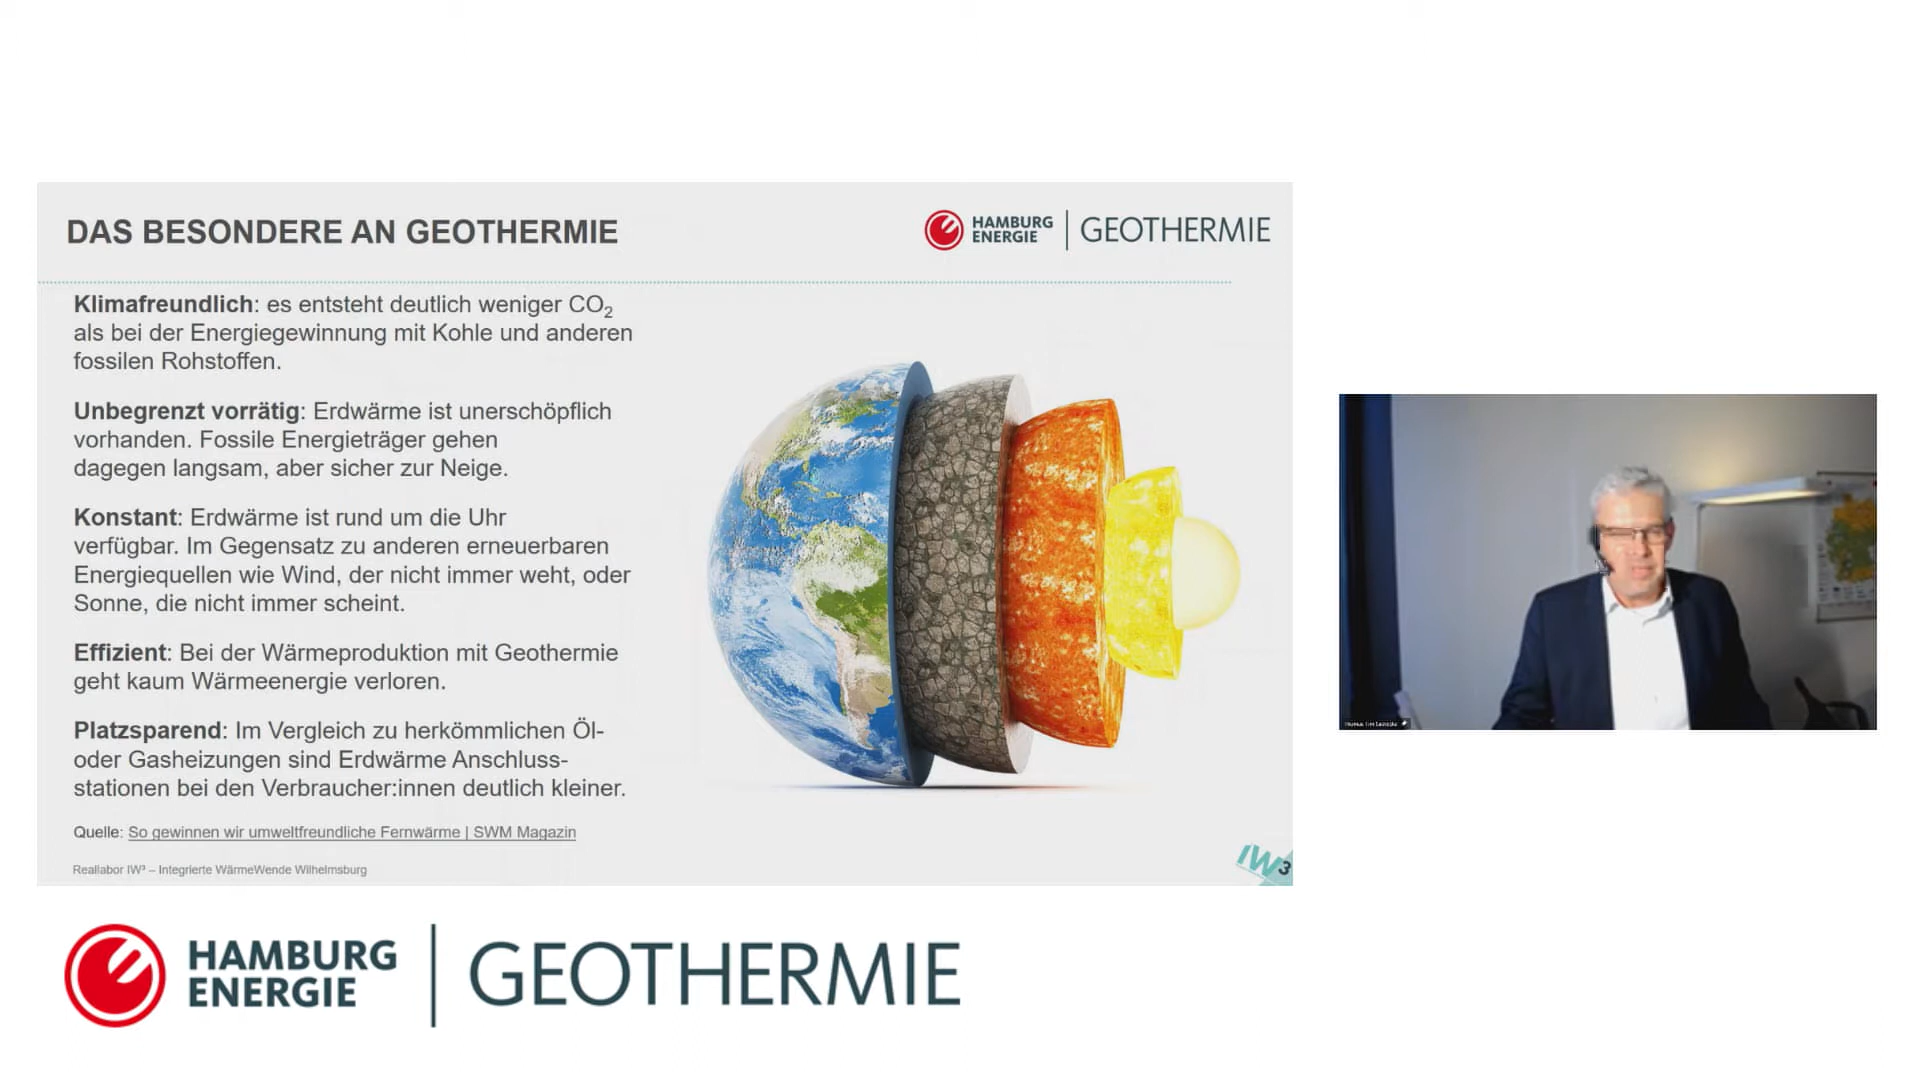 DAS BESONDERE AN GEOTHERMIE
HAMBURG
ENERGIE
GEOTHERMIE
Klimafreundlich: es entsteht deutlich weniger CO₂
als bei der Energiegewinnung mit Kohle und anderen
fossilen Rohstoffen.
Unbegrenzt vorrätig: Erdwärme ist unerschöpflich
vorhanden. Fossile Energieträger gehen
dagegen langsam, aber sicher zur Neige.
Konstant: Erdwärme ist rund um die Uhr
verfügbar. Im Gegensatz zu anderen erneuerbaren
Energiequellen wie Wind, der nicht immer weht, oder
Sonne, die nicht immer scheint.
Effizient: Bei der Wärmeproduktion mit Geothermie
geht kaum Wärmeenergie verloren.
Platzsparend: Im Vergleich zu herkömmlichen Öl-
oder Gasheizungen sind Erdwärme Anschluss-
stationen bei den Verbraucher:innen deutlich kleiner.
Quelle: So gewinnen wir umweltfreundliche Fernwärme | SWM Magazin
Reallabor IW³ – Integrierte WärmeWende Wilhelmsburg
IW3
HAMBURG
ENERGIE
GEOTHERMIE